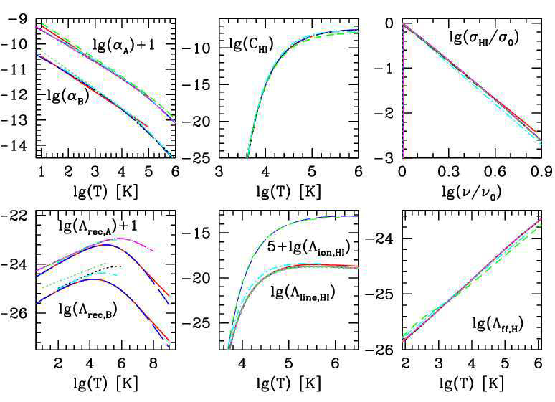 -9
-10
-11
-12
-13
-14
lg(α_A)+1
lg(α_B)
1 2 3 4 5 6
lg(T) [K]
-10
-15
-20
-25
lg(C_HI)
3 4 5 6
lg(T) [K]
0
-1
-2
-3
lg(σ_HI/σ_0)
0 0.3 0.6 0.9
lg(ν/ν_0)
-22
-24
-26
lg(Λ_rec,A)+1
lg(Λ_rec,B)
2 4 6 8
lg(T) [K]
-15
-20
-25
5+lg(Λ_ion,HI)
lg(Λ_line,HI)
4 5 6
lg(T) [K]
-24
-25
-26
lg(Λ_ff,H)
2 3 4 5 6
lg(T) [K]